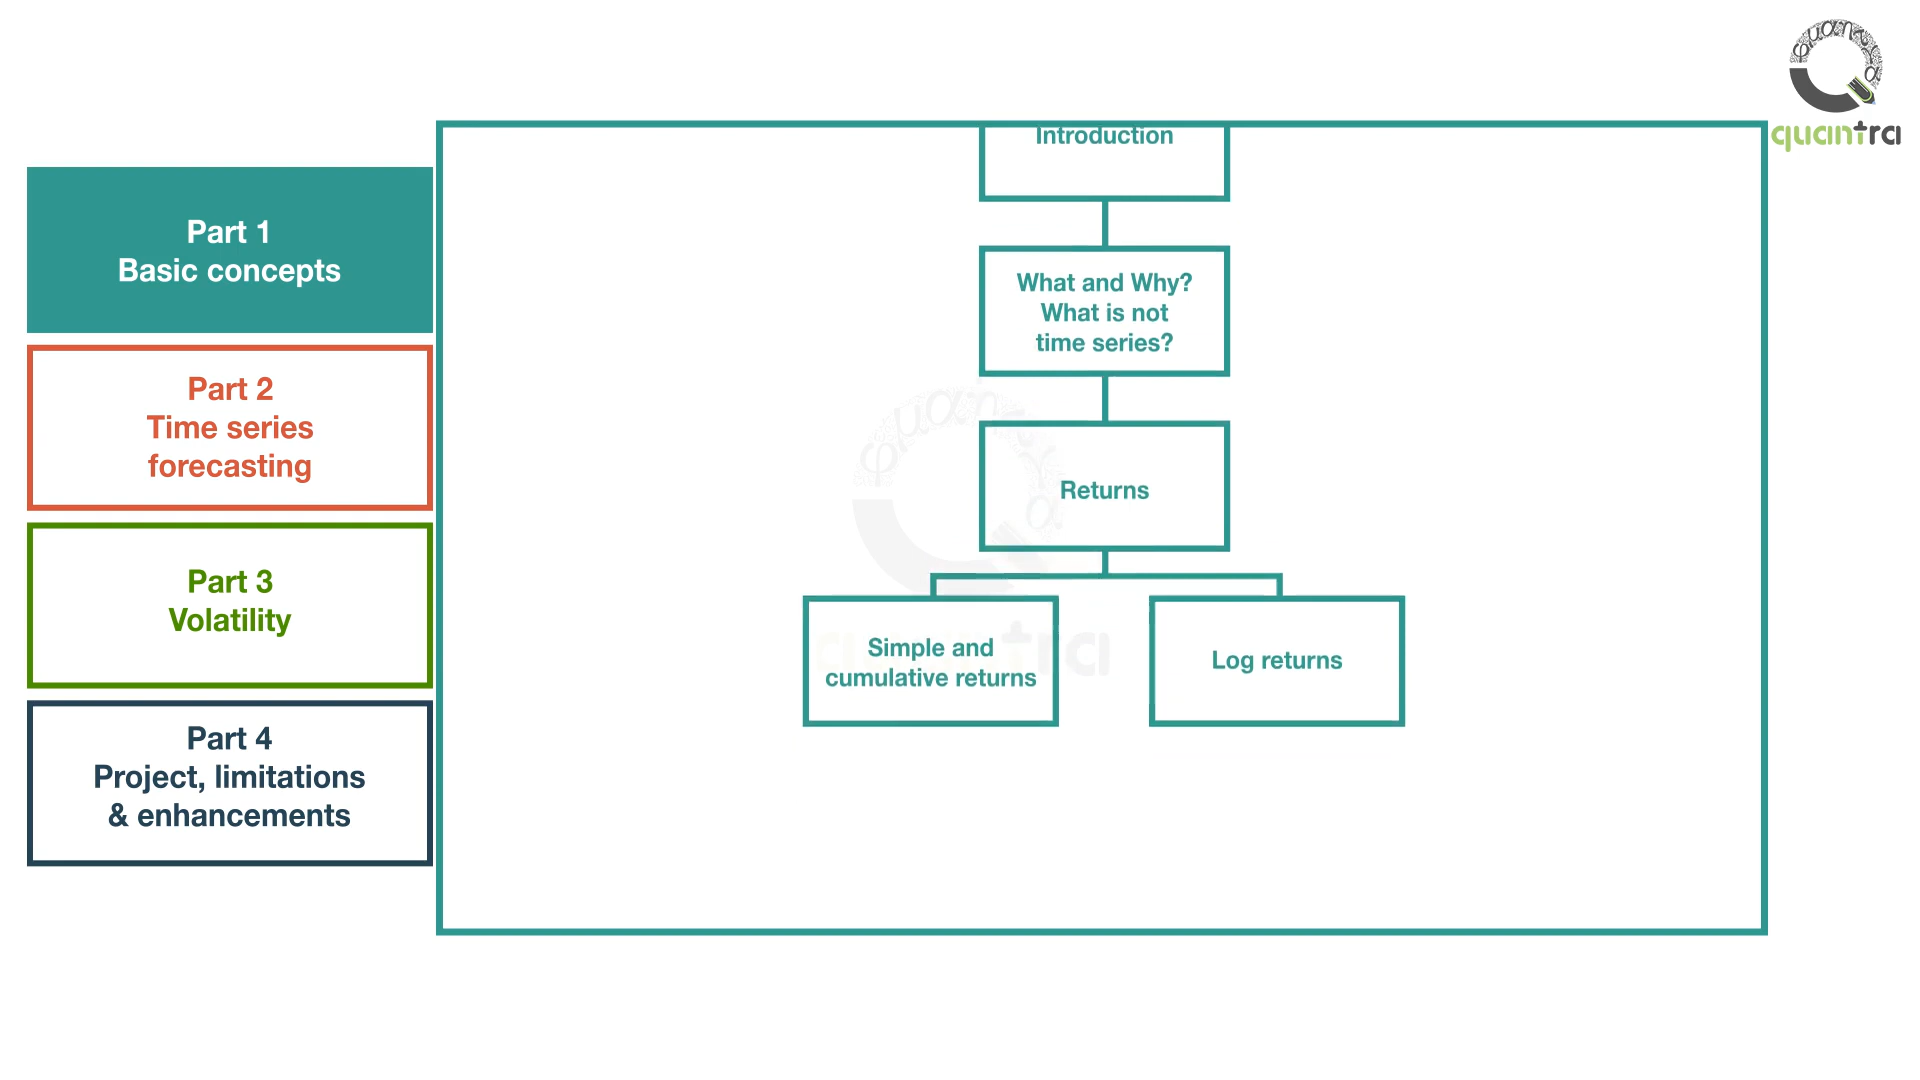 quantra
Part 1
Basic concepts
Part 2
Time series
forecasting
Part 3
Volatility
Part 4
Project, limitations
& enhancements
Introduction
What and Why?
What is not
time series?
Returns
Simple and
cumulative returns
Log returns